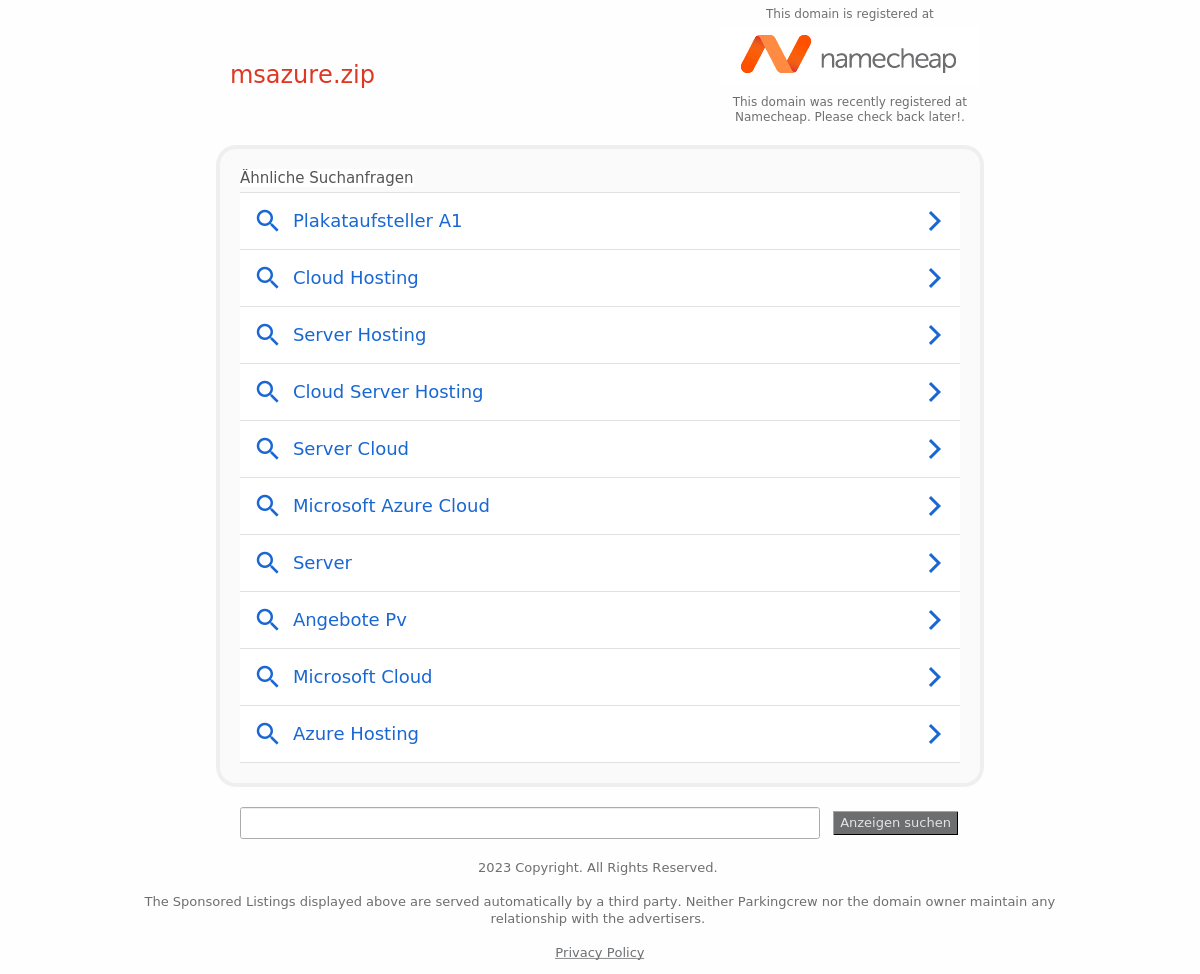 This domain is registered at
namecheap
msazure.zip
This domain was recently registered at
Namecheap. Please check back later!.
Ähnliche Suchanfragen
Plakataufsteller A1
Cloud Hosting
Server Hosting
Cloud Server Hosting
Server Cloud
Microsoft Azure Cloud
Server
Angebote Pv
Microsoft Cloud
Azure Hosting
Anzeigen suchen
2023 Copyright. All Rights Reserved.
The Sponsored Listings displayed above are served automatically by a third party. Neither Parkingcrew nor the domain owner maintain any
relationship with the advertisers.
Privacy Policy